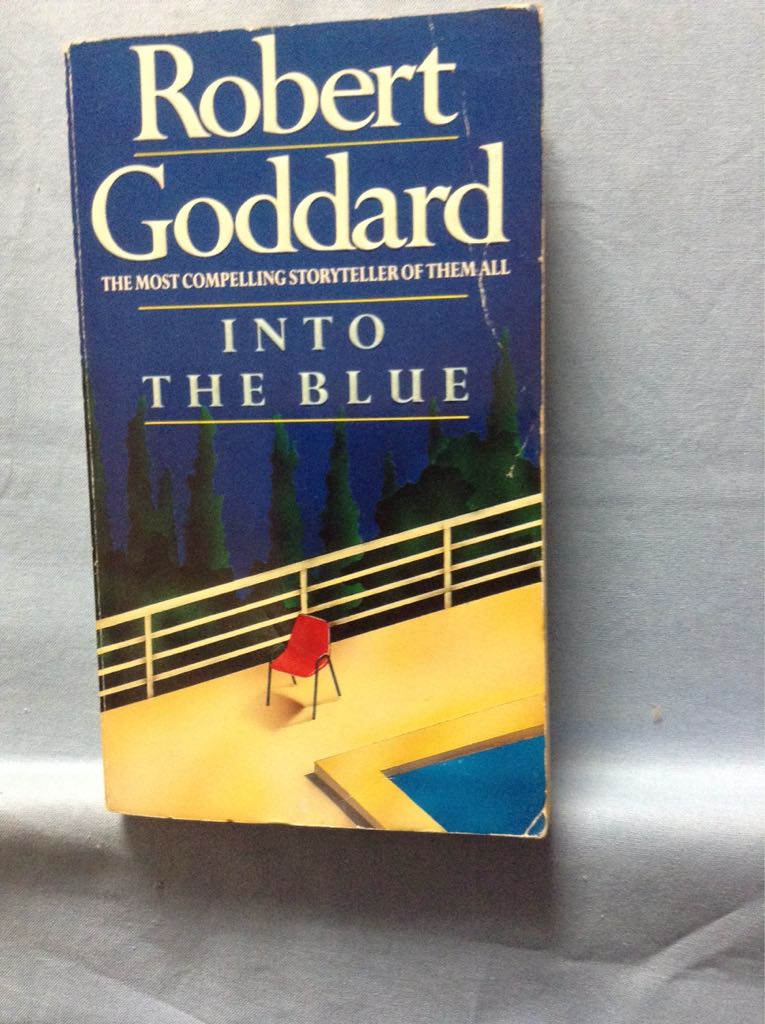 Robert
Goddard
THE MOST COMPELLING STORYTELLER OF THEM ALL
INTO
THE BLUE